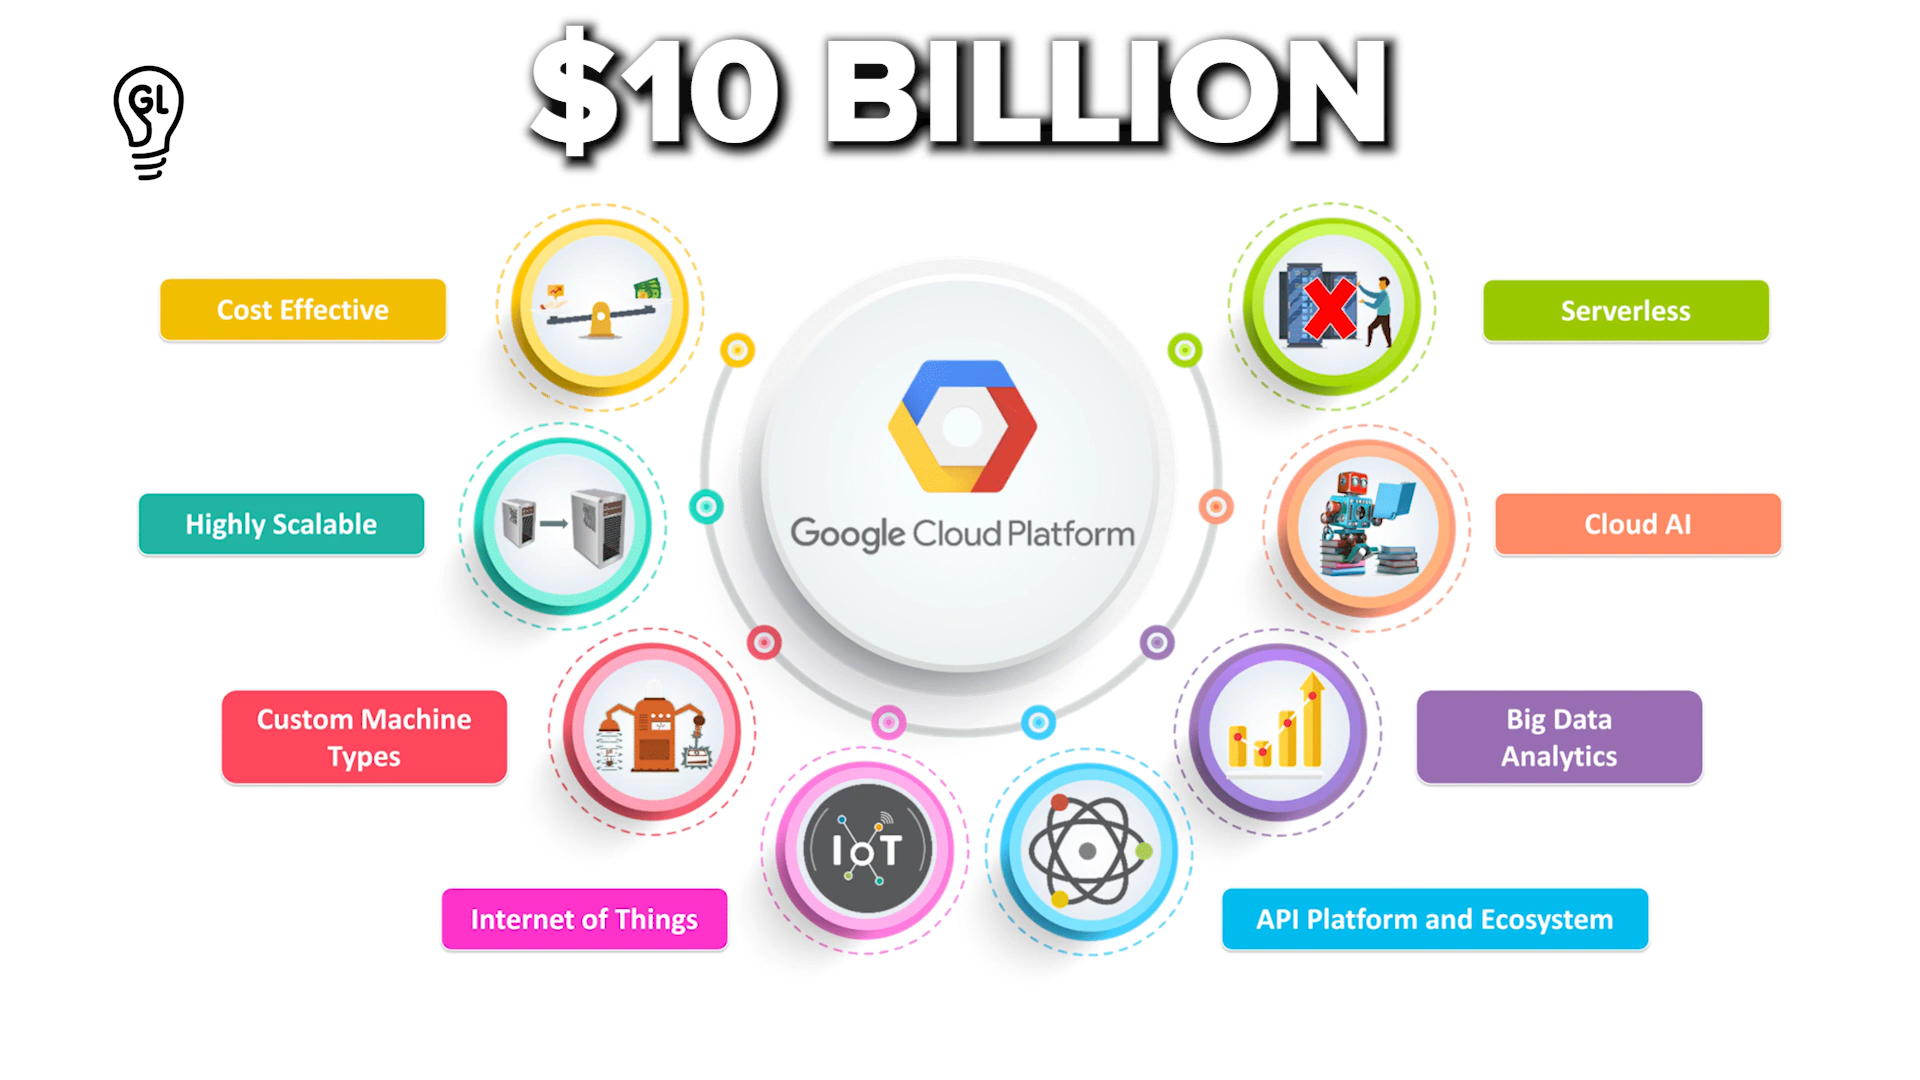 $10 BILLION
GL
Cost Effective
Serverless
Highly Scalable
Google Cloud Platform
Cloud AI
Custom Machine
Types
Big Data
Analytics
IoT
Internet of Things
API Platform and Ecosystem